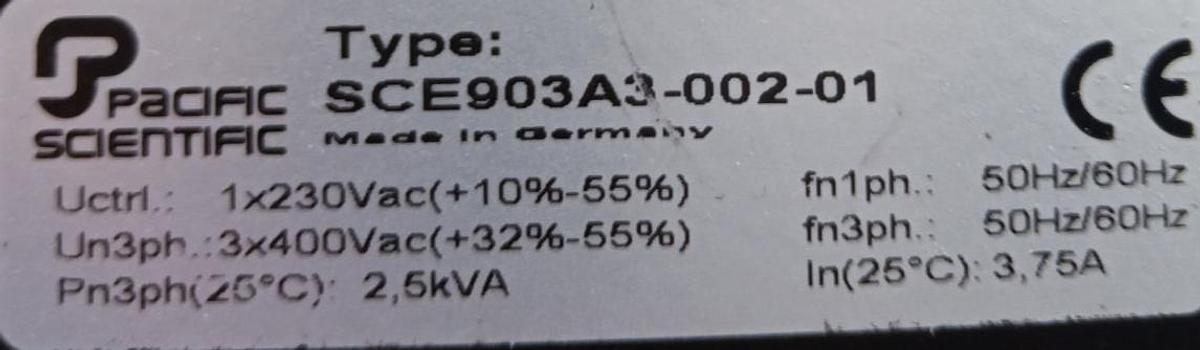 PACIFIC
SCIENTIFIC
Type:
SCE903A3-002-01
Made in Germany
CE
Uctrl.: 1x230Vac(+10%-55%) fn1ph.: 50Hz/60Hz
Un3ph.:3x400Vac(+32%-55%) fn3ph.: 50Hz/60Hz
Pn3ph(25°C): 2,5kVA In(25°C): 3,75A